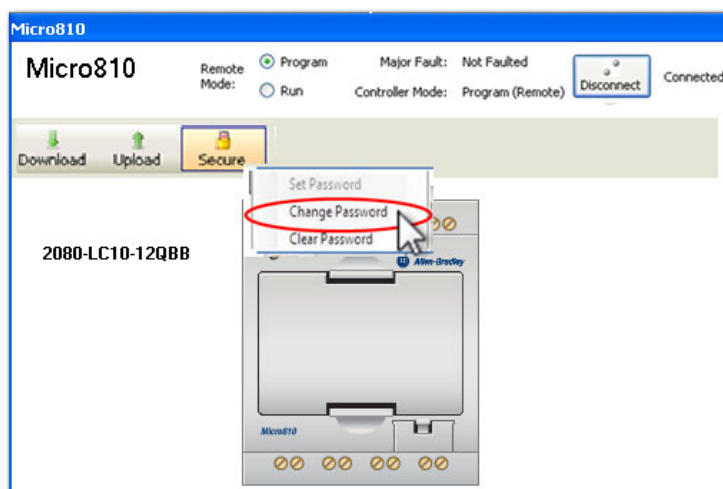 Micro810
Micro810
Remote Mode:
Program
Run
Major Fault: Not Faulted
Controller Mode: Program (Remote)
Disconnect
Connected
Download
Upload
Secure
Set Password
Change Password
Clear Password
2080-LC10-12QBB
Allen-Bradley
Micro810